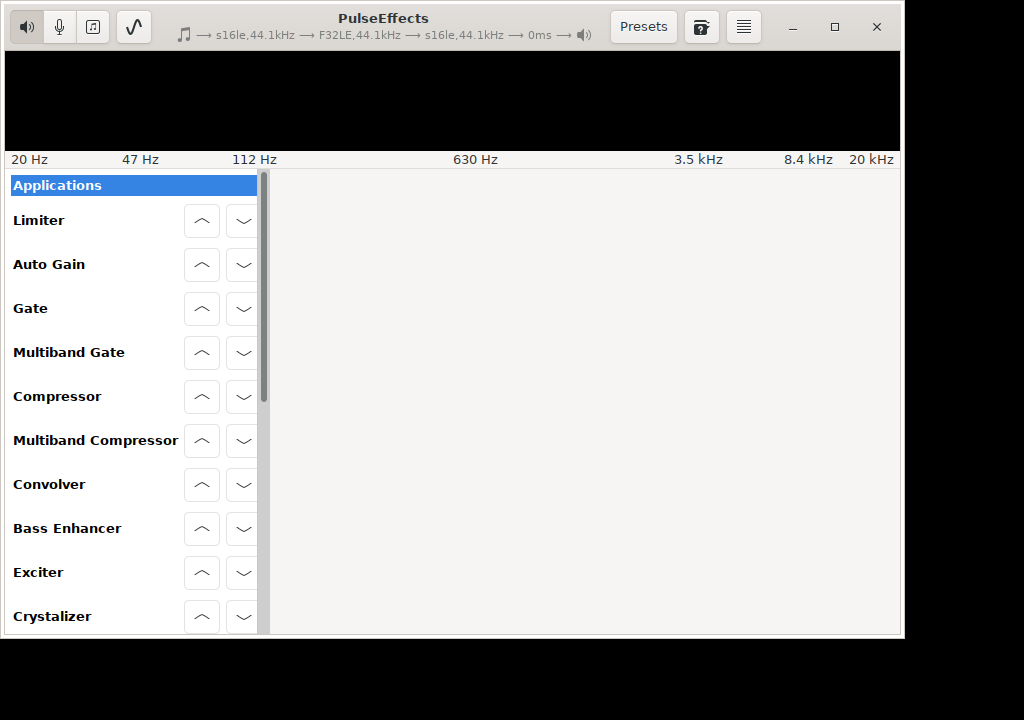 PulseEffects
s16le,44.1kHz ⟶ F32LE,44.1kHz ⟶ s16le,44.1kHz ⟶ 0ms ⟶
Presets
20 Hz 47 Hz 112 Hz 630 Hz 3.5 kHz 8.4 kHz 20 kHz
Applications
Limiter
Auto Gain
Gate
Multiband Gate
Compressor
Multiband Compressor
Convolver
Bass Enhancer
Exciter
Crystalizer